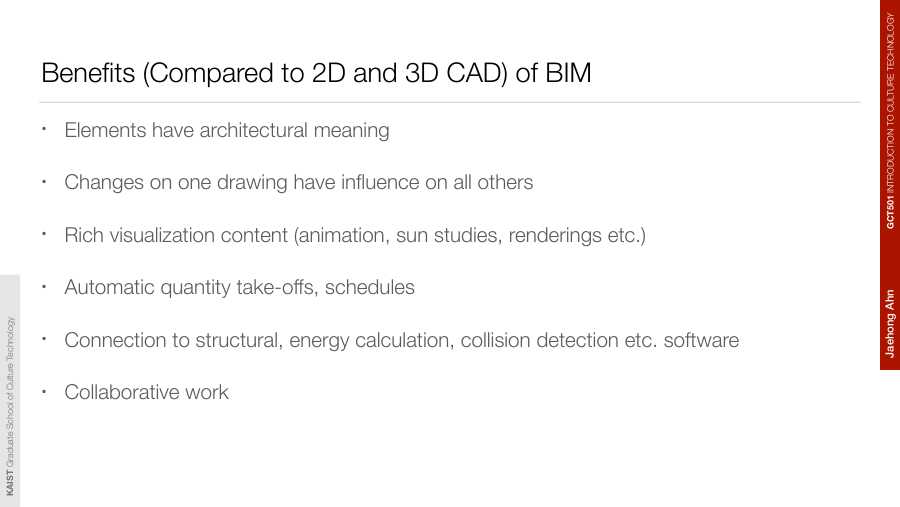 Benefits (Compared to 2D and 3D CAD) of BIM
• Elements have architectural meaning
• Changes on one drawing have influence on all others
• Rich visualization content (animation, sun studies, renderings etc.)
• Automatic quantity take-offs, schedules
• Connection to structural, energy calculation, collision detection etc. software
• Collaborative work
KAIST Graduate School of Culture Technology
GCT501 INTRODUCTION TO CULTURE TECHNOLOGY
Jaehong Ahn